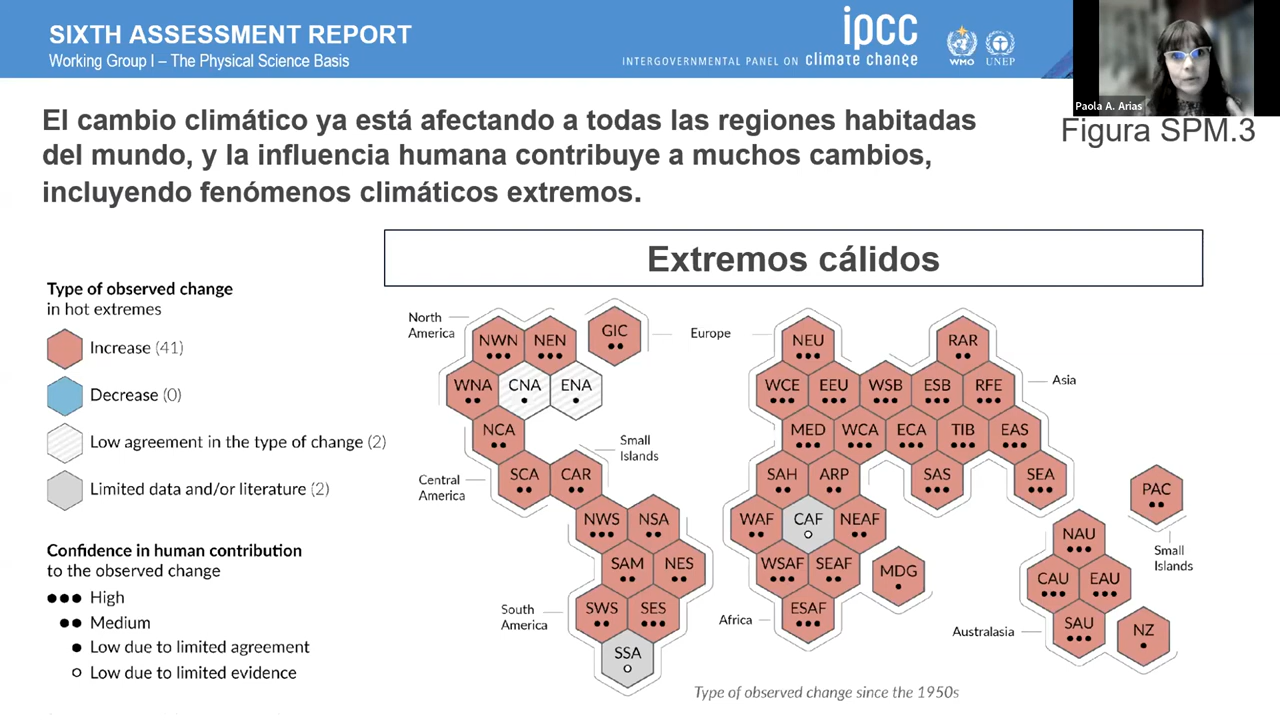 SIXTH ASSESSMENT REPORT
Working Group I – The Physical Science Basis
ipcc
INTERGOVERNMENTAL PANEL ON climate change
WMO
UNEP
Paola A. Arias
Figura SPM.3
El cambio climático ya está afectando a todas las regiones habitadas
del mundo, y la influencia humana contribuye a muchos cambios,
incluyendo fenómenos climáticos extremos.
Extremos cálidos
Type of observed change
in hot extremes
Increase (41)
Decrease (0)
Low agreement in the type of change (2)
Limited data and/or literature (2)
Confidence in human contribution
to the observed change
High
Medium
Low due to limited agreement
Low due to limited evidence
North
America
GIC
NWN
NEN
WNA
CNA
ENA
NCA
Small
Islands
Central
America
SCA
CAR
NWS
NSA
SAM
NES
South
America
SWS
SES
SSA
Europe
NEU
RAR
WCE
EEU
WSB
ESB
RFE
Asia
MED
WCA
ECA
TIB
EAS
SAH
ARP
SAS
SEA
WAF
CAF
NEAF
WSAF
SEAF
MDG
Africa
ESAF
PAC
Small
Islands
NAU
CAU
EAU
Australasia
SAU
NZ
Type of observed change since the 1950s